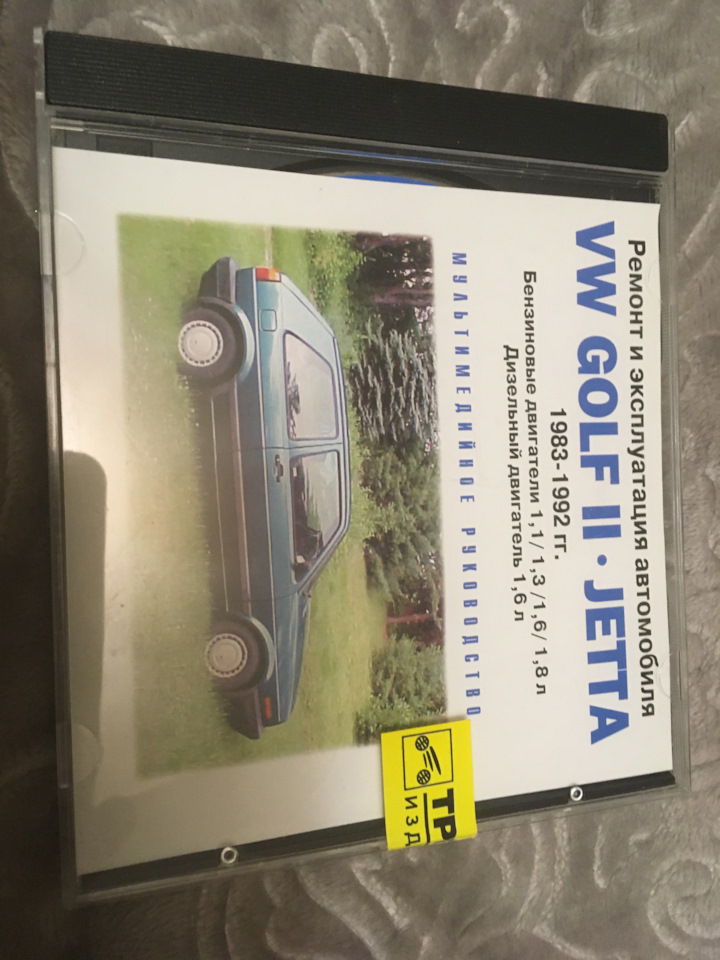 Ремонт и эксплуатация автомобиля
VW GOLF II • JETTA
1983-1992 гг.
Бензиновые двигатели 1,1/ 1,3 /1,6/ 1,8 л
Дизельный двигатель 1,6 л
МУЛЬТИМЕДИЙНОЕ РУКОВОДСТВО
ТР
ИЗД